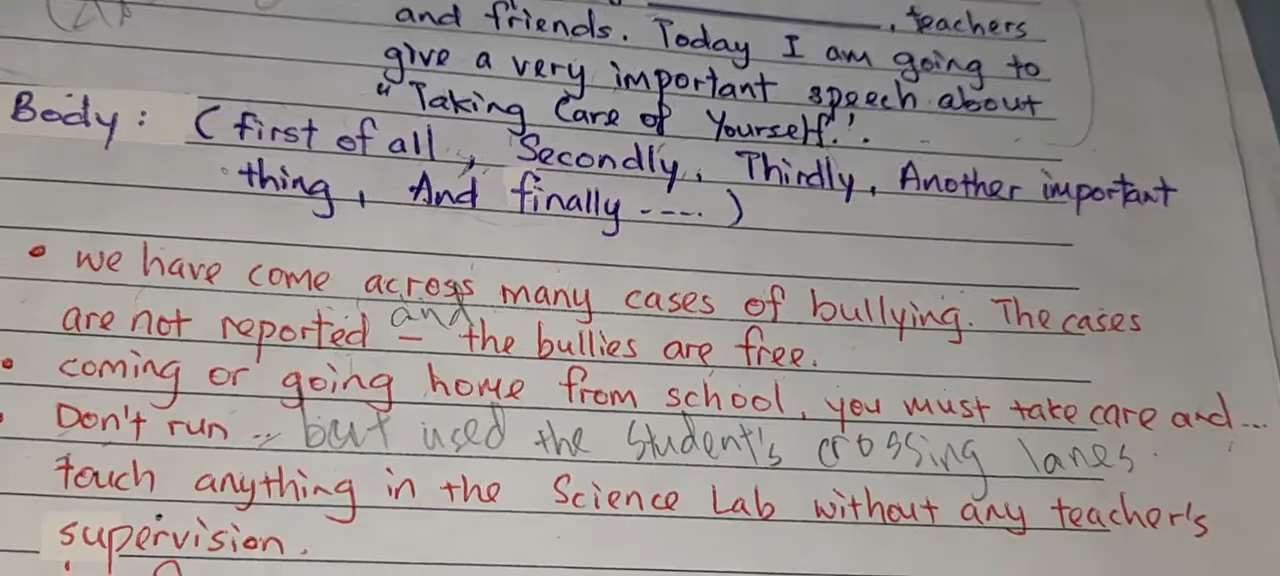 teachers
and friends. Today I am going to
give a very important speech about
"Taking Care of Yourself".
Body: (first of all, Secondly, Thirdly, Another important
thing, And finally ....)
• we have come across many cases of bullying. The cases
are not reported – and the bullies are free.
• coming or going home from school, you must take care and...
• Don't run .. but used the student's crossing lanes.
touch anything in the Science Lab without any teacher's
supervision.